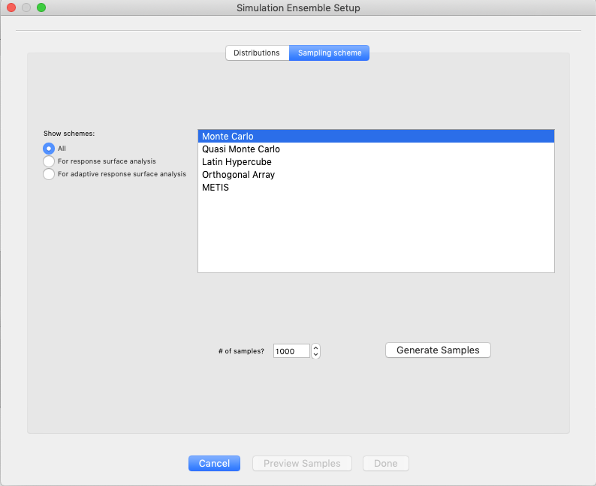 Simulation Ensemble Setup
Distributions
Sampling scheme
Show schemes:
All
For response surface analysis
For adaptive response surface analysis
Monte Carlo
Quasi Monte Carlo
Latin Hypercube
Orthogonal Array
METIS
# of samples?
1000
Generate Samples
Cancel
Preview Samples
Done